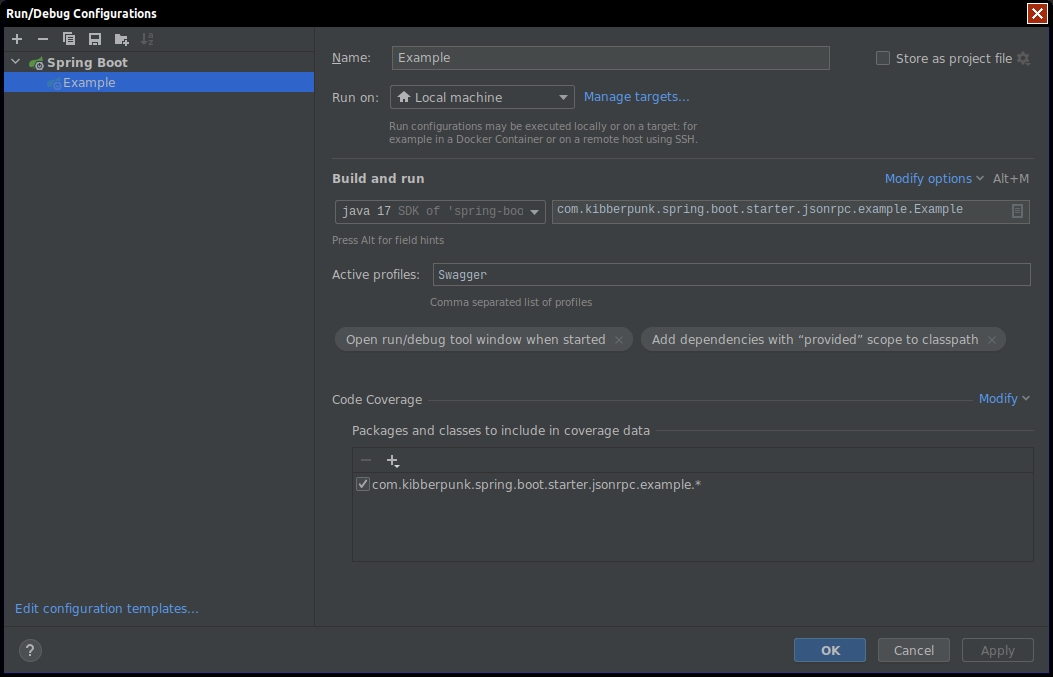 Run/Debug Configurations
Spring Boot
Example
Edit configuration templates...
Name:
Example
Store as project file
Run on:
Local machine
Manage targets...
Run configurations may be executed locally or on a target: for
example in a Docker Container or on a remote host using SSH.
Build and run
Modify options
Alt+M
java 17 SDK of 'spring-boo
com.kibberpunk.spring.boot.starter.jsonrpc.example.Example
Press Alt for field hints
Active profiles:
Swagger
Comma separated list of profiles
Open run/debug tool window when started
Add dependencies with “provided” scope to classpath
Code Coverage
Modify
Packages and classes to include in coverage data
com.kibberpunk.spring.boot.starter.jsonrpc.example.*
?
OK
Cancel
Apply